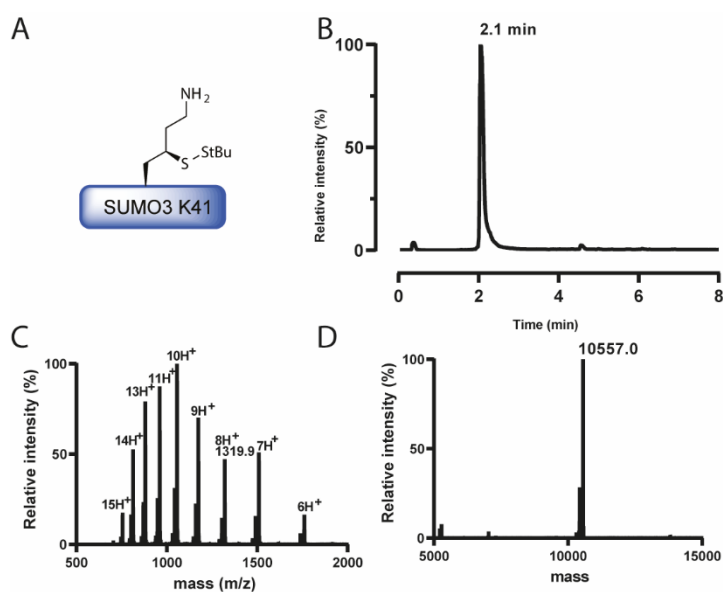 A
NH2
S
StBu
SUMO3 K41
B
2.1 min
Relative intensity (%)
100
50
0
0 2 4 6 8
Time (min)
C
Relative intensity (%)
100
50
0
15H+
14H+
13H+
11H+
10H+
9H+
8H+
1319.9
7H+
6H+
500 1000 1500 2000
mass (m/z)
D
10557.0
Relative intensity (%)
100
50
0
5000 10000 15000
mass